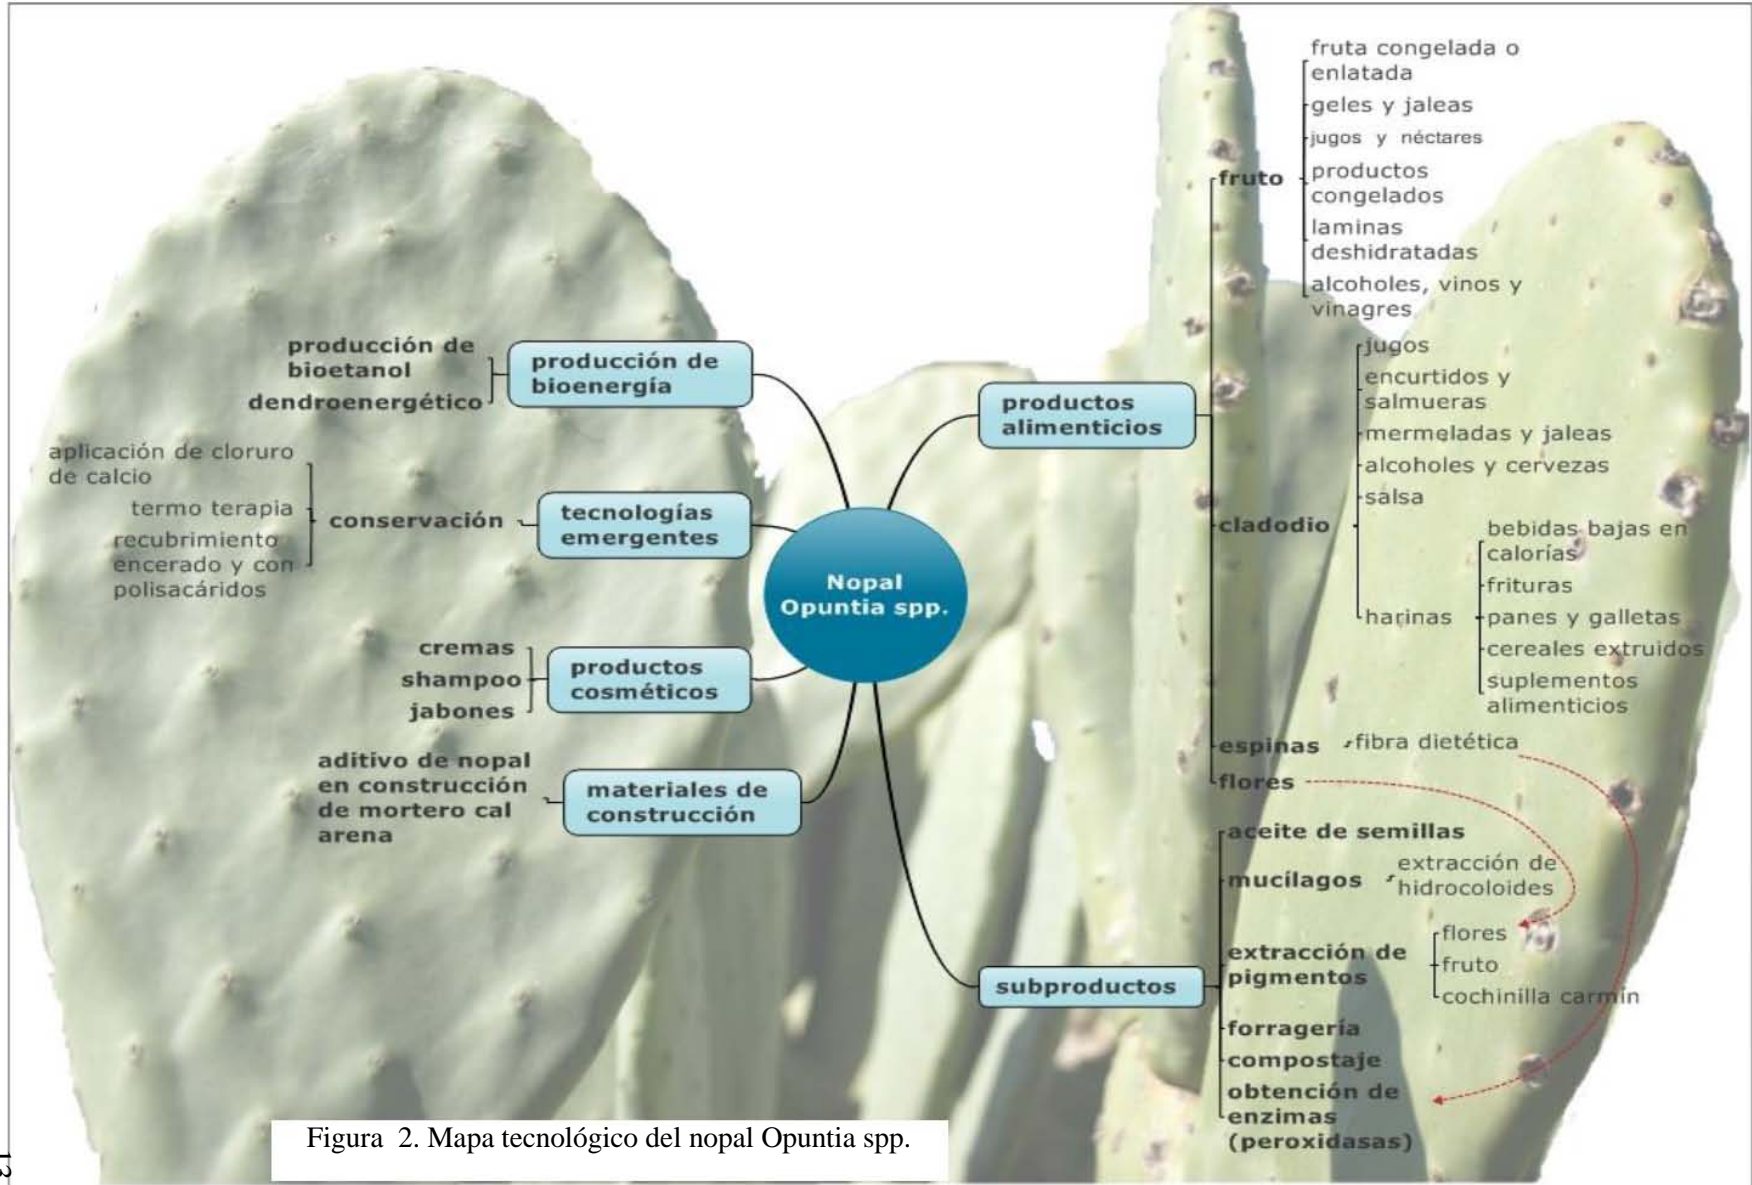 fruta congelada o
enlatada
geles y jaleas
jugos y néctares
fruto
productos
congelados
laminas
deshidratadas
alcoholes, vinos y
vinagres
producción de
bioetanol
dendroenergético
producción de
bioenergía
aplicación de cloruro
de calcio
termo terapia
recubrimiento
encerado y con
polisacáridos
conservación
tecnologías
emergentes
cremas
shampoo
jabones
productos
cosméticos
aditivo de nopal
en construcción
de mortero cal
arena
materiales de
construcción
Nopal
Opuntia spp.
productos
alimenticios
cladodio
jugos
encurtidos y
salmueras
mermeladas y jaleas
alcoholes y cervezas
salsa
harinas
bebidas bajas en
calorías
frituras
panes y galletas
cereales extruidos
suplementos
alimenticios
espinas
fibra dietética
flores
subproductos
aceite de semillas
mucílagos
extracción de
hidrocoloides
extracción de
pigmentos
flores
fruto
cochinilla carmín
forragería
compostaje
obtención de
enzimas
(peroxidasas)
Figura 2. Mapa tecnológico del nopal Opuntia spp.
13